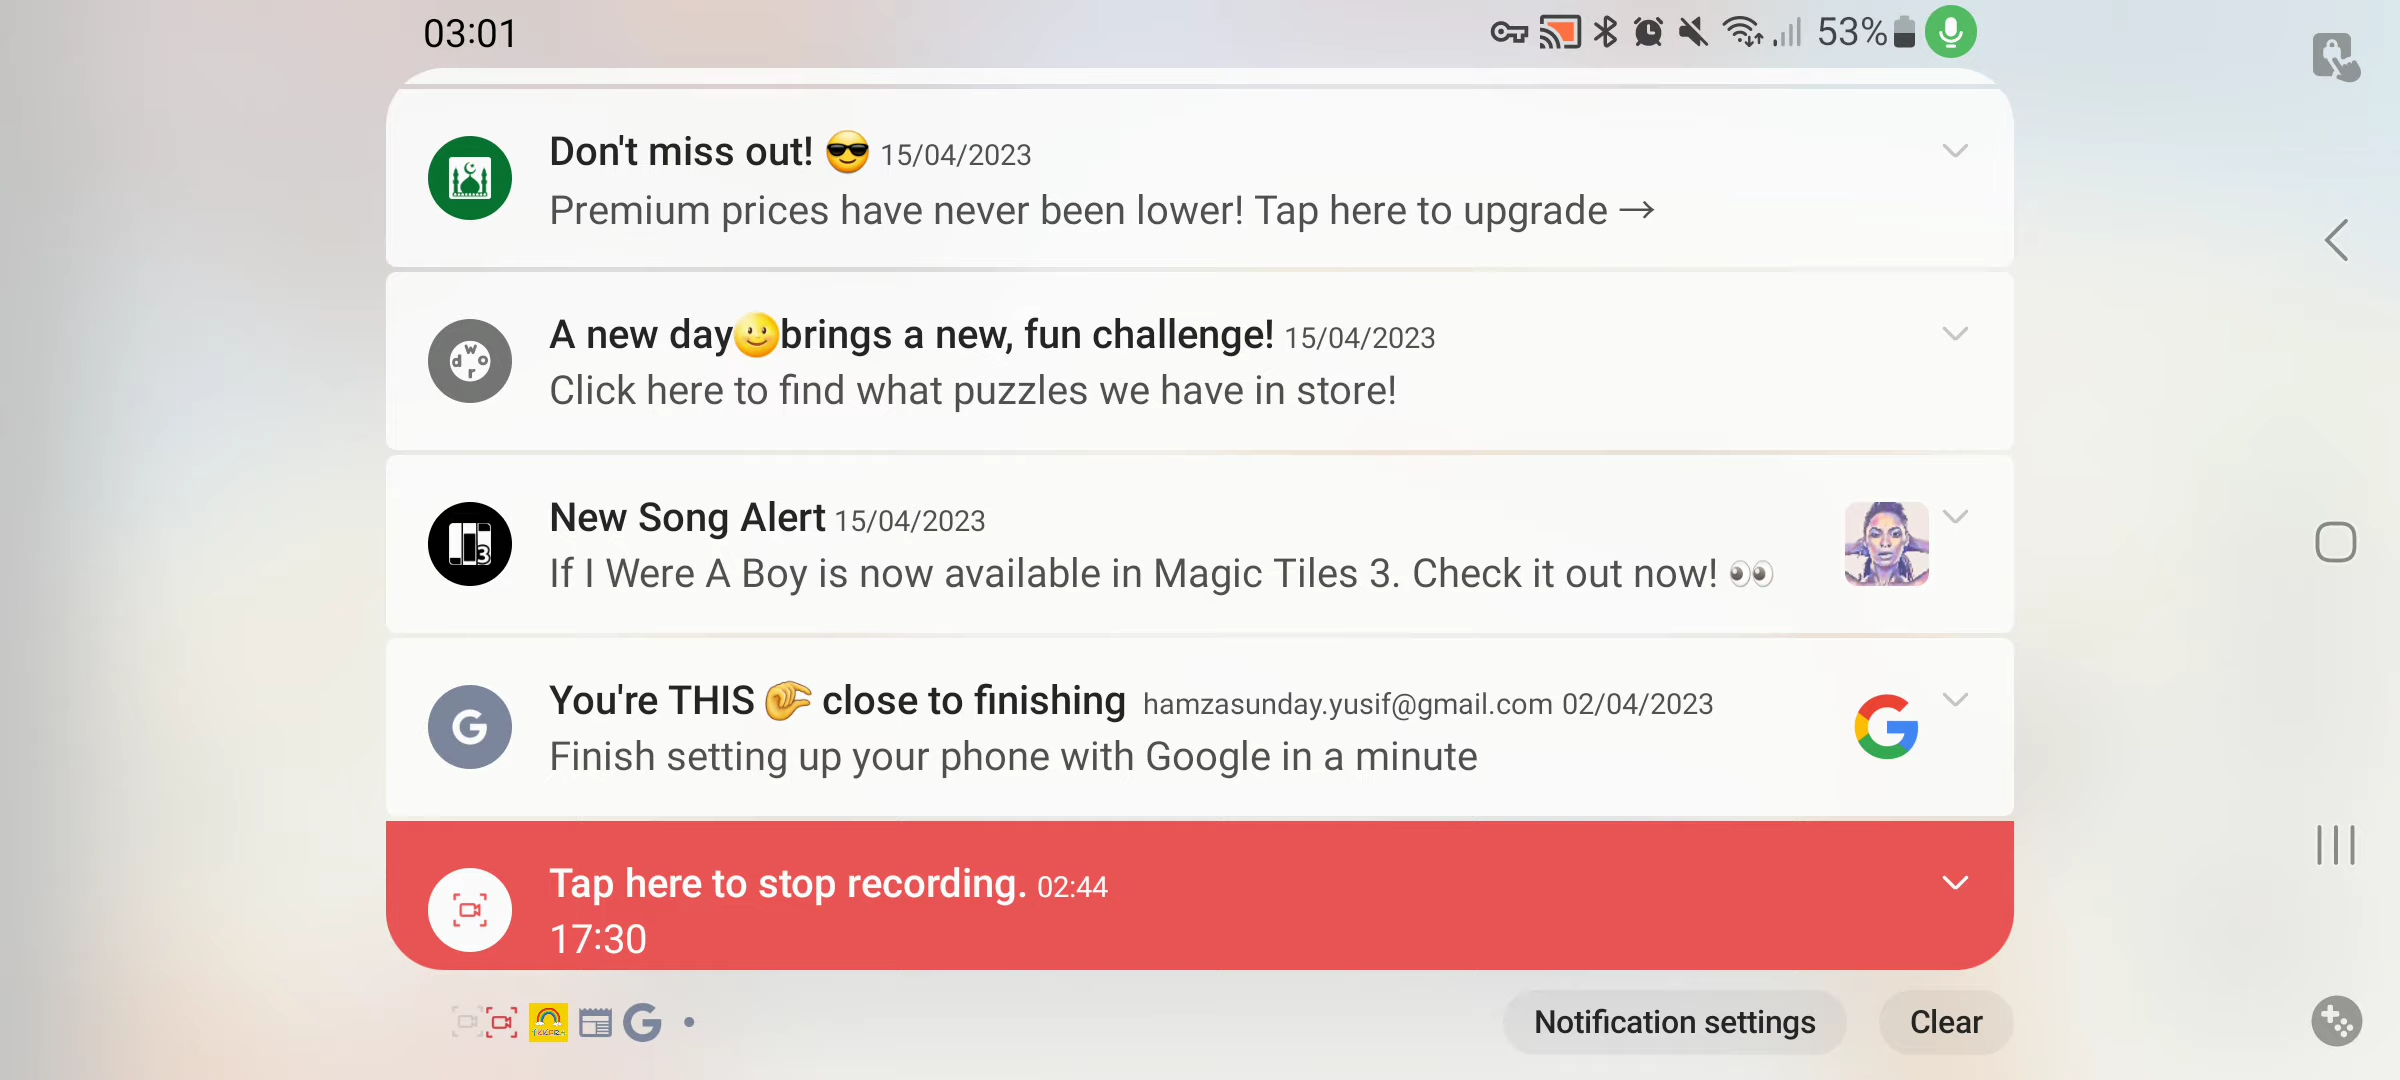 03:01
53%
Don't miss out! 😎 15/04/2023
Premium prices have never been lower! Tap here to upgrade →
w
d o
r
A new day🌝brings a new, fun challenge! 15/04/2023
Click here to find what puzzles we have in store!
3
New Song Alert 15/04/2023
If I Were A Boy is now available in Magic Tiles 3. Check it out now! 👀
G
You're THIS 🤏 close to finishing hamzasunday.yusif@gmail.com 02/04/2023
Finish setting up your phone with Google in a minute
G
Tap here to stop recording. 02:44
17:30
G
Notification settings
Clear